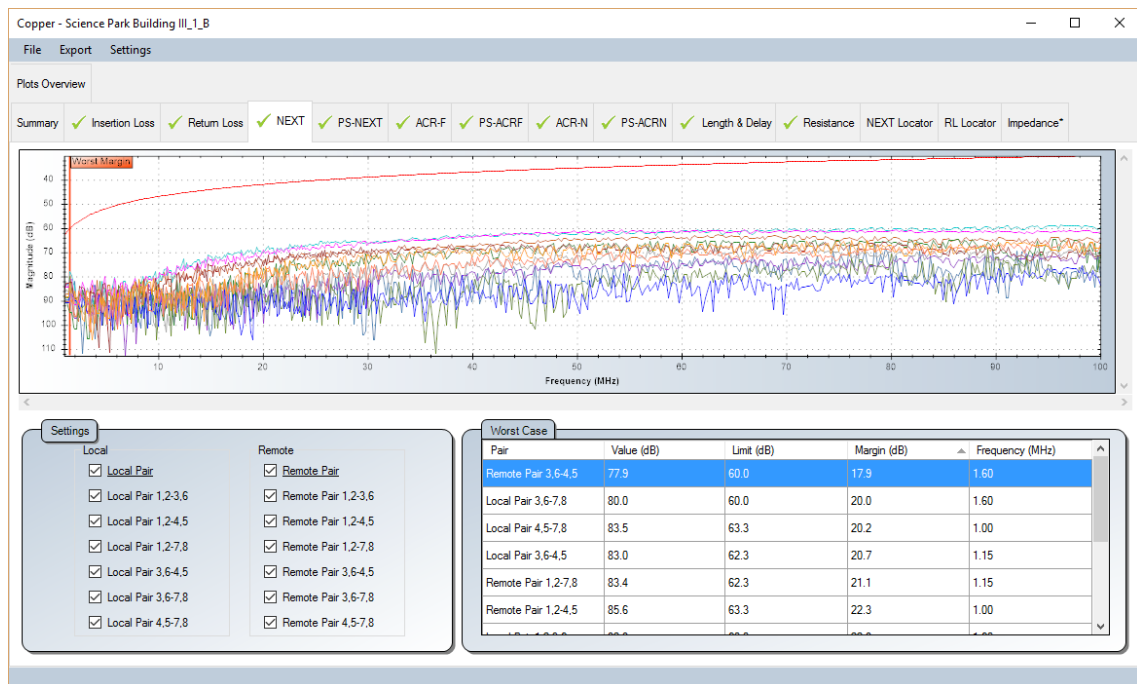 Copper - Science Park Building III_1_B
File Export Settings
Plots Overview
Summary Insertion Loss Return Loss NEXT PS-NEXT ACR-F PS-ACRF ACR-N PS-ACRN Length & Delay Resistance NEXT Locator RL Locator Impedance*
Worst Margin
Magnitude (dB)
40
50
60
70
80
90
100
110
10 20 30 40 50 60 70 80 90 100
Frequency (MHz)
Settings
Local Remote
Local Pair Remote Pair
Local Pair 1,2-3,6 Remote Pair 1,2-3,6
Local Pair 1,2-4,5 Remote Pair 1,2-4,5
Local Pair 1,2-7,8 Remote Pair 1,2-7,8
Local Pair 3,6-4,5 Remote Pair 3,6-4,5
Local Pair 3,6-7,8 Remote Pair 3,6-7,8
Local Pair 4,5-7,8 Remote Pair 4,5-7,8
Worst Case
Pair Value (dB) Limit (dB) Margin (dB) Frequency (MHz)
Remote Pair 3,6-4,5 77.9 60.0 17.9 1.60
Local Pair 3,6-7,8 80.0 60.0 20.0 1.60
Local Pair 4,5-7,8 83.5 63.3 20.2 1.00
Local Pair 3,6-4,5 83.0 62.3 20.7 1.15
Remote Pair 1,2-7,8 83.4 62.3 21.1 1.15
Remote Pair 1,2-4,5 85.6 63.3 22.3 1.00